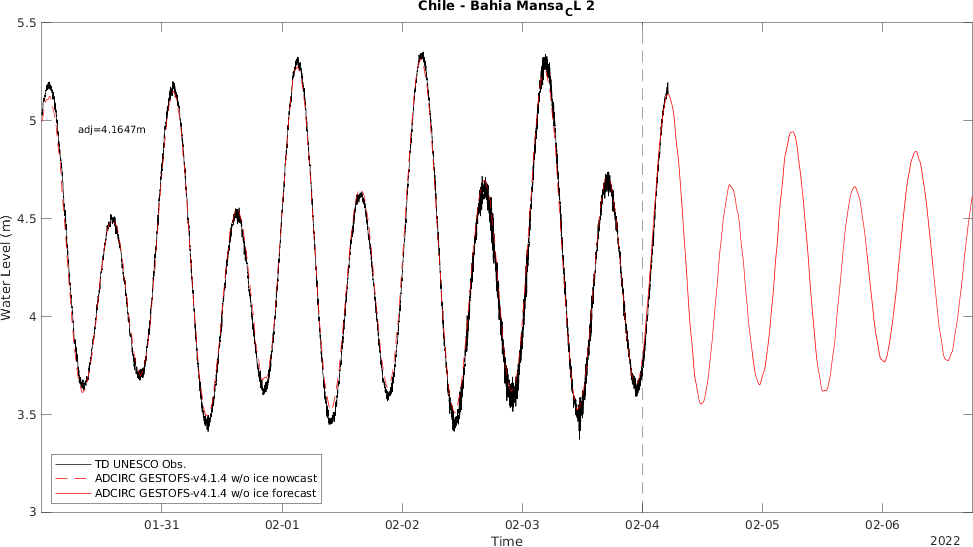 Chile - Bahia Mansa_CL 2
5.5
5
4.5
4
3.5
3
Water Level (m)
adj=4.1647m
TD UNESCO Obs.
ADCIRC GESTOFS-v4.1.4 w/o ice nowcast
ADCIRC GESTOFS-v4.1.4 w/o ice forecast
01-31
02-01
02-02
02-03
02-04
02-05
02-06
Time
2022